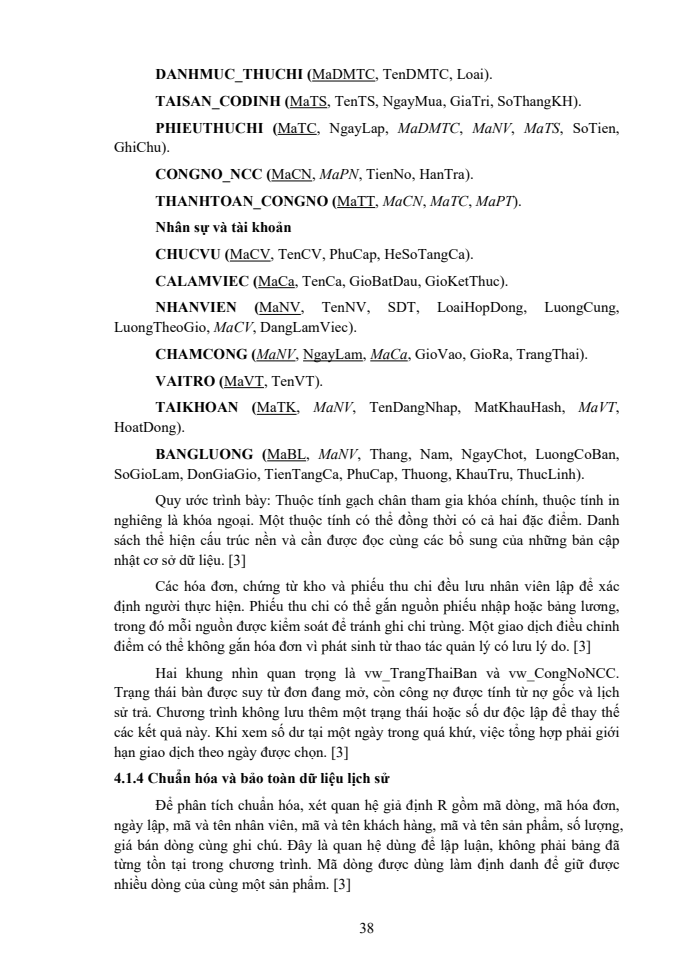 DANHMUC_THUCHI (MaDMTC, TenDMTC, Loai).
TAISAN_CODINH (MaTS, TenTS, NgayMua, GiaTri, SoThangKH).
PHIEUTHUCHI (MaTC, NgayLap, MaDMTC, MaNV, MaTS, SoTien,
GhiChu).
CONGNO_NCC (MaCN, MaPN, TienNo, HanTra).
THANHTOAN_CONGNO (MaTT, MaCN, MaTC, MaPT).
Nhân sự và tài khoản
CHUCVU (MaCV, TenCV, PhuCap, HeSoTangCa).
CALAMVIEC (MaCa, TenCa, GioBatDau, GioKetThuc).
NHANVIEN (MaNV, TenNV, SDT, LoaiHopDong, LuongCung,
LuongTheoGio, MaCV, DangLamViec).
CHAMCONG (MaNV, NgayLam, MaCa, GioVao, GioRa, TrangThai).
VAITRO (MaVT, TenVT).
TAIKHOAN (MaTK, MaNV, TenDangNhap, MatKhauHash, MaVT,
HoatDong).
BANGLUONG (MaBL, MaNV, Thang, Nam, NgayChot, LuongCoBan,
SoGioLam, DonGiaGio, TienTangCa, PhuCap, Thuong, KhauTru, ThucLinh).
Quy ước trình bày: Thuộc tính gạch chân tham gia khóa chính, thuộc tính in
nghiêng là khóa ngoại. Một thuộc tính có thể đồng thời có cả hai đặc điểm. Danh
sách thể hiện cấu trúc nền và cần được đọc cùng các bổ sung của những bản cập
nhật cơ sở dữ liệu. [3]
Các hóa đơn, chứng từ kho và phiếu thu chi đều lưu nhân viên lập để xác
định người thực hiện. Phiếu thu chi có thể gắn nguồn phiếu nhập hoặc bảng lương,
trong đó mỗi nguồn được kiểm soát để tránh ghi chi trùng. Một giao dịch điều chỉnh
điểm có thể không gắn hóa đơn vì phát sinh từ thao tác quản lý có lưu lý do. [3]
Hai khung nhìn quan trọng là vw_TrangThaiBan và vw_CongNoNCC.
Trạng thái bàn được suy từ đơn đang mở, còn công nợ được tính từ nợ gốc và lịch
sử trả. Chương trình không lưu thêm một trạng thái hoặc số dư độc lập để thay thế
các kết quả này. Khi xem số dư tại một ngày trong quá khứ, việc tổng hợp phải giới
hạn giao dịch theo ngày được chọn. [3]
4.1.4 Chuẩn hóa và bảo toàn dữ liệu lịch sử
Để phân tích chuẩn hóa, xét quan hệ giả định R gồm mã dòng, mã hóa đơn,
ngày lập, mã và tên nhân viên, mã và tên khách hàng, mã và tên sản phẩm, số lượng,
giá bán dòng cùng ghi chú. Đây là quan hệ dùng để lập luận, không phải bảng đã
từng tồn tại trong chương trình. Mã dòng được dùng làm định danh để giữ được
nhiều dòng của cùng một sản phẩm. [3]
38